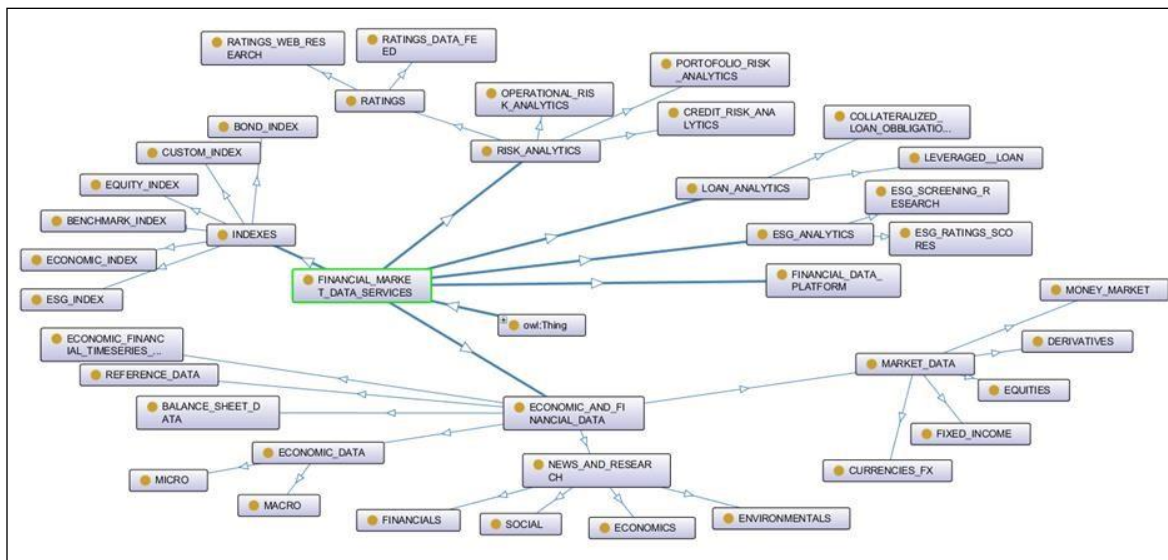 RATINGS_WEB_RES
EARCH
RATINGS_DATA_FE
ED
RATINGS
OPERATIONAL_RIS
K_ANALYTICS
PORTOFOLIO_RISK
_ANALYTICS
CREDIT_RISK_ANA
LYTICS
RISK_ANALYTICS
COLLATERALIZED_
LOAN_OBBLIGATIO...
LEVERAGED__LOAN
LOAN_ANALYTICS
ESG_SCREENING_R
ESEARCH
ESG_ANALYTICS
ESG_RATINGS_SCO
RES
FINANCIAL_DATA_
PLATFORM
BOND_INDEX
CUSTOM_INDEX
EQUITY_INDEX
BENCHMARK_INDEX
INDEXES
ECONOMIC_INDEX
ESG_INDEX
FINANCIAL_MARKE
T_DATA_SERVICES
owl:Thing
ECONOMIC_FINANC
IAL_TIMESERIES_...
REFERENCE_DATA
BALANCE_SHEET_D
ATA
ECONOMIC_AND_FI
NANCIAL_DATA
ECONOMIC_DATA
MICRO
MACRO
NEWS_AND_RESEAR
CH
FINANCIALS
SOCIAL
ECONOMICS
ENVIRONMENTALS
MONEY_MARKET
DERIVATIVES
MARKET_DATA
EQUITIES
FIXED_INCOME
CURRENCIES_FX